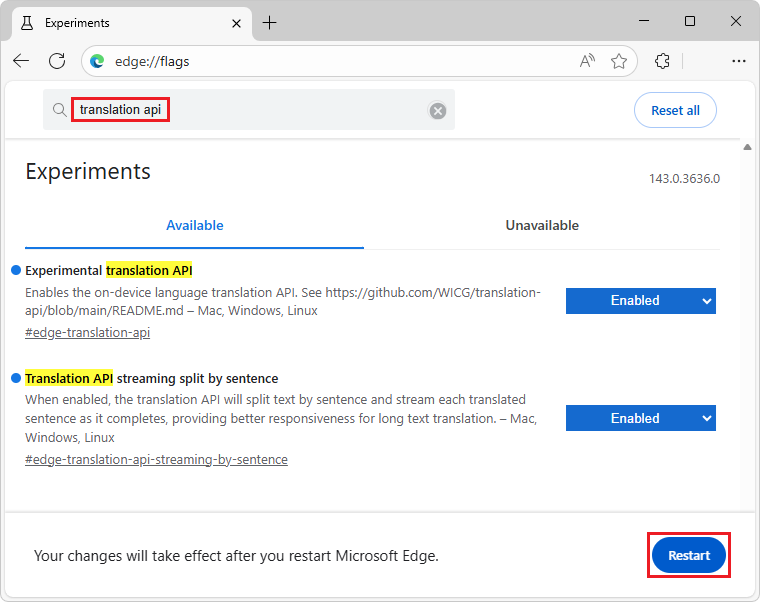 Experiments
edge://flags
translation api
Reset all
Experiments
143.0.3636.0
Available
Unavailable
Experimental translation API
Enables the on-device language translation API. See https://github.com/WICG/translation-
api/blob/main/README.md – Mac, Windows, Linux
#edge-translation-api
Enabled
Translation API streaming split by sentence
When enabled, the translation API will split text by sentence and stream each translated
sentence as it completes, providing better responsiveness for long text translation. – Mac,
Windows, Linux
#edge-translation-api-streaming-by-sentence
Enabled
Your changes will take effect after you restart Microsoft Edge.
Restart